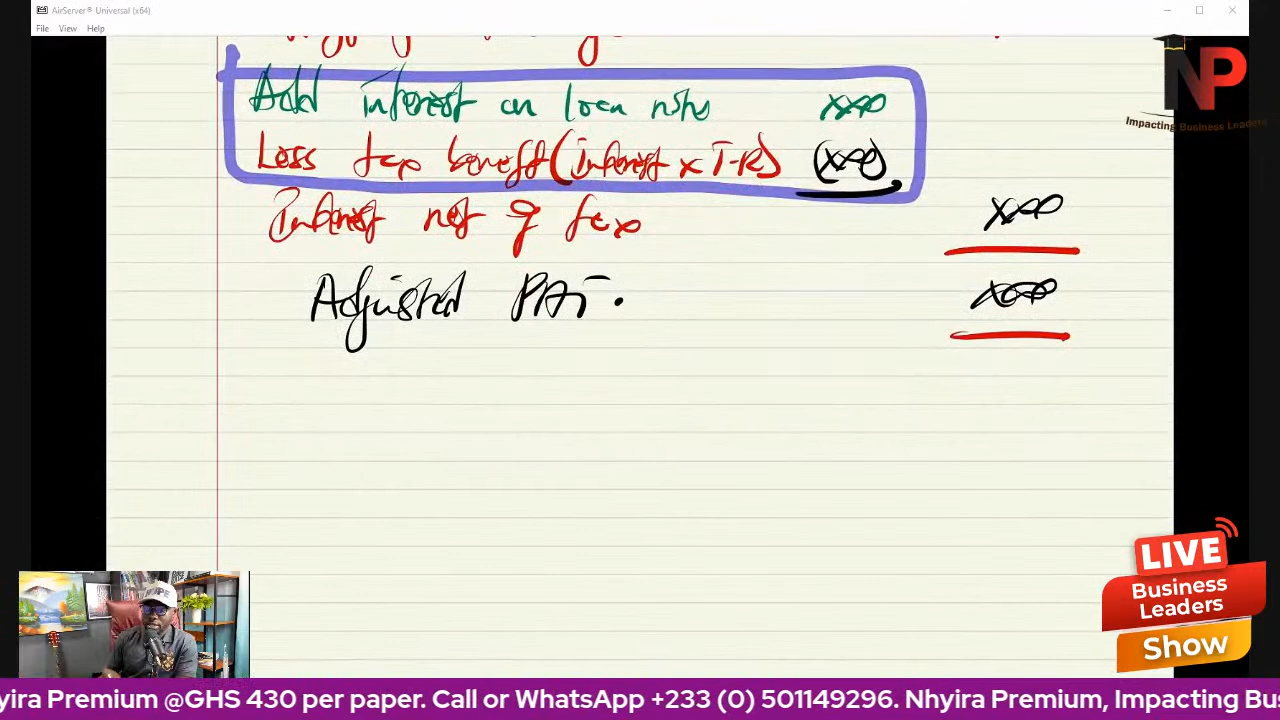 AirServer® Universal (x64)
File View Help
Add interest on loan notes xxx
Loss tax benefit (interest x T-R) (xxx)
Interest net of tax xxx
Adjusted PAT. xxx
NP
Impacting Business Leaders
LIVE
Business
Leaders
Show
yira Premium @GHS 430 per paper. Call or WhatsApp +233 (0) 501149296. Nhyira Premium, Impacting Bus